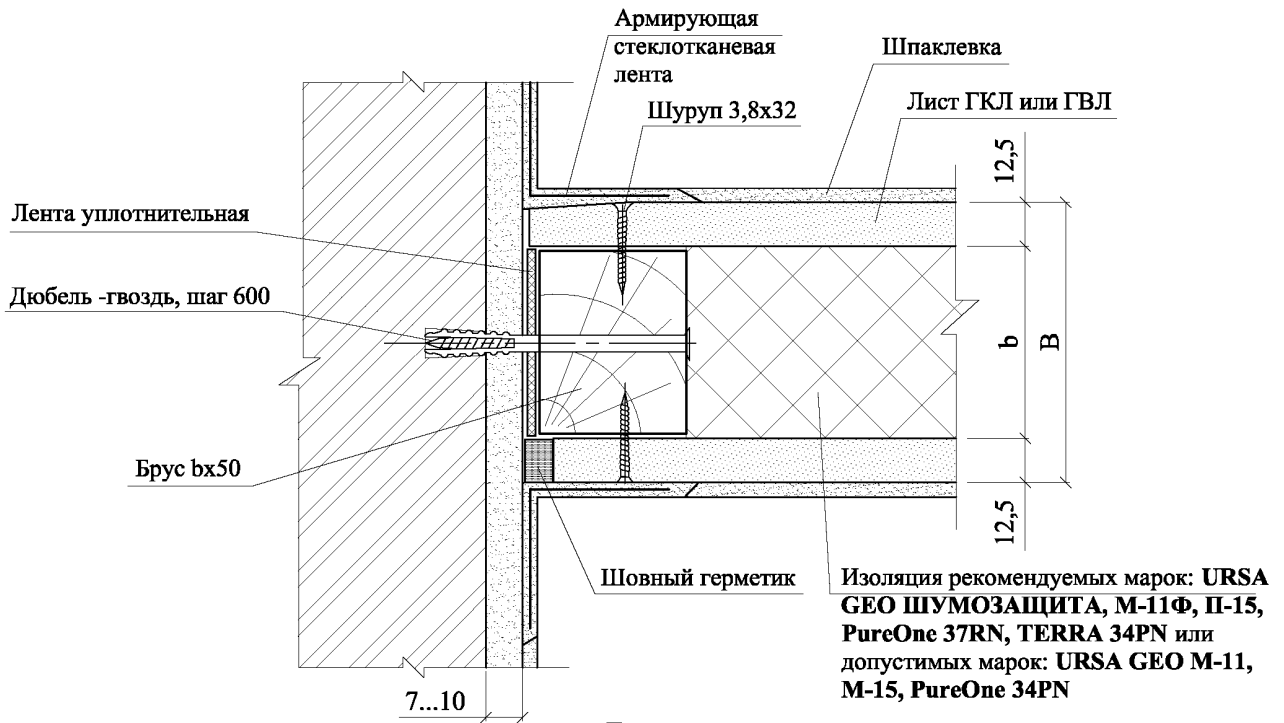 Армирующая
стеклотканевая
лента
Шпаклевка
Шуруп 3,8х32
Лист ГКЛ или ГВЛ
12,5
Лента уплотнительная
Дюбель -гвоздь, шаг 600
b
B
Брус bх50
12,5
Шовный герметик
Изоляция рекомендуемых марок: URSA
GEO ШУМОЗАЩИТА, М-11Ф, П-15,
PureOne 37RN, TERRA 34PN или
допустимых марок: URSA GEO М-11,
М-15, PureOne 34PN
7...10